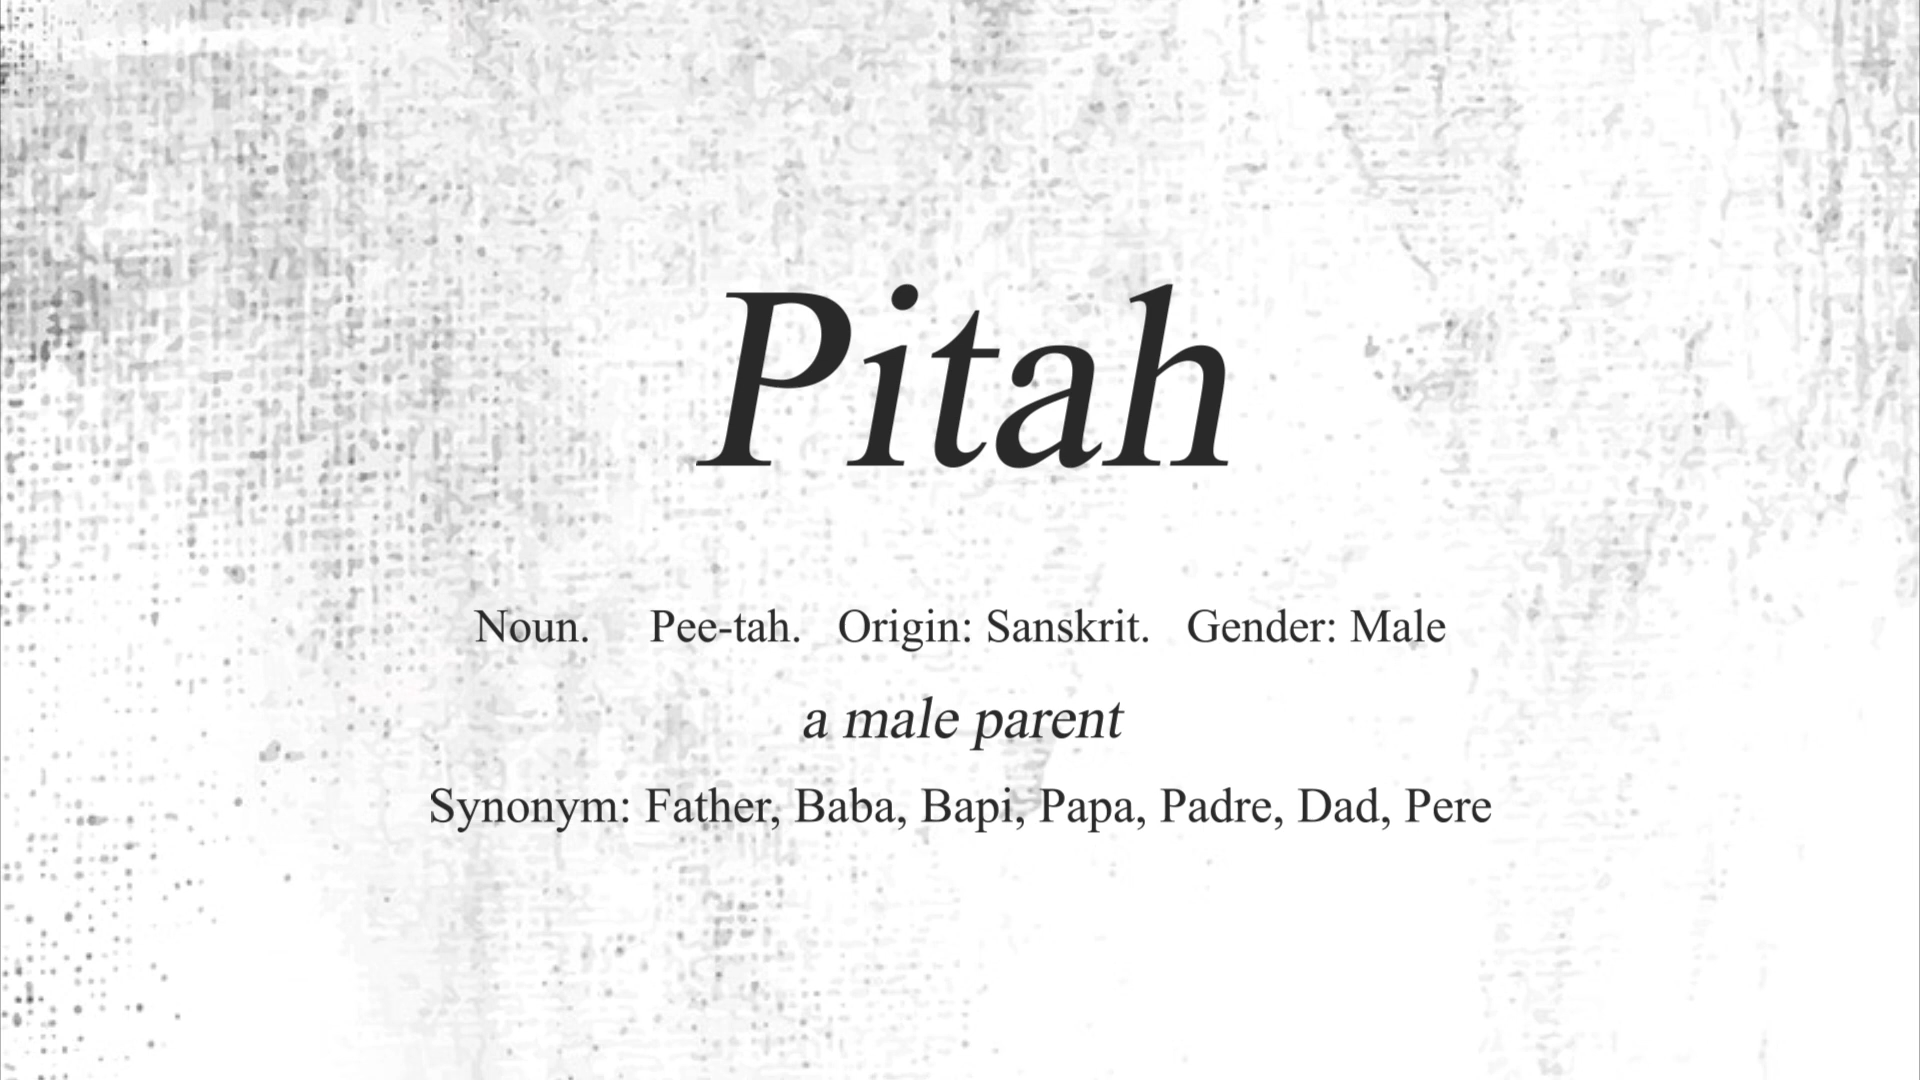 Pitah
Noun. Pee-tah. Origin: Sanskrit. Gender: Male
a male parent
Synonym: Father, Baba, Bapi, Papa, Padre, Dad, Pere